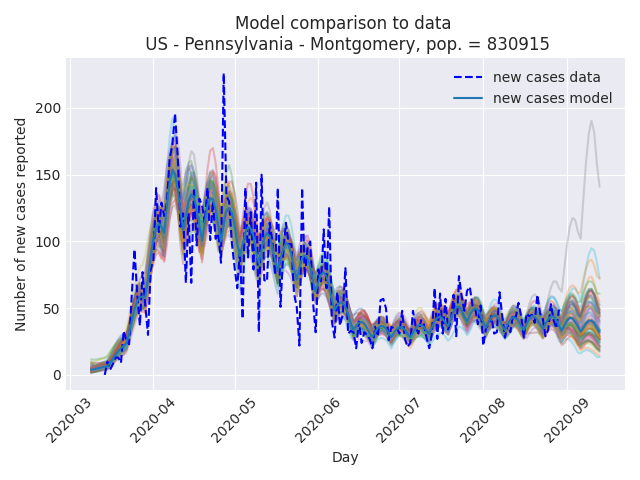 Model comparison to data
US - Pennsylvania - Montgomery, pop. = 830915
new cases data
new cases model
Number of new cases reported
200
150
100
50
0
2020-03
2020-04
2020-05
2020-06
2020-07
2020-08
2020-09
Day